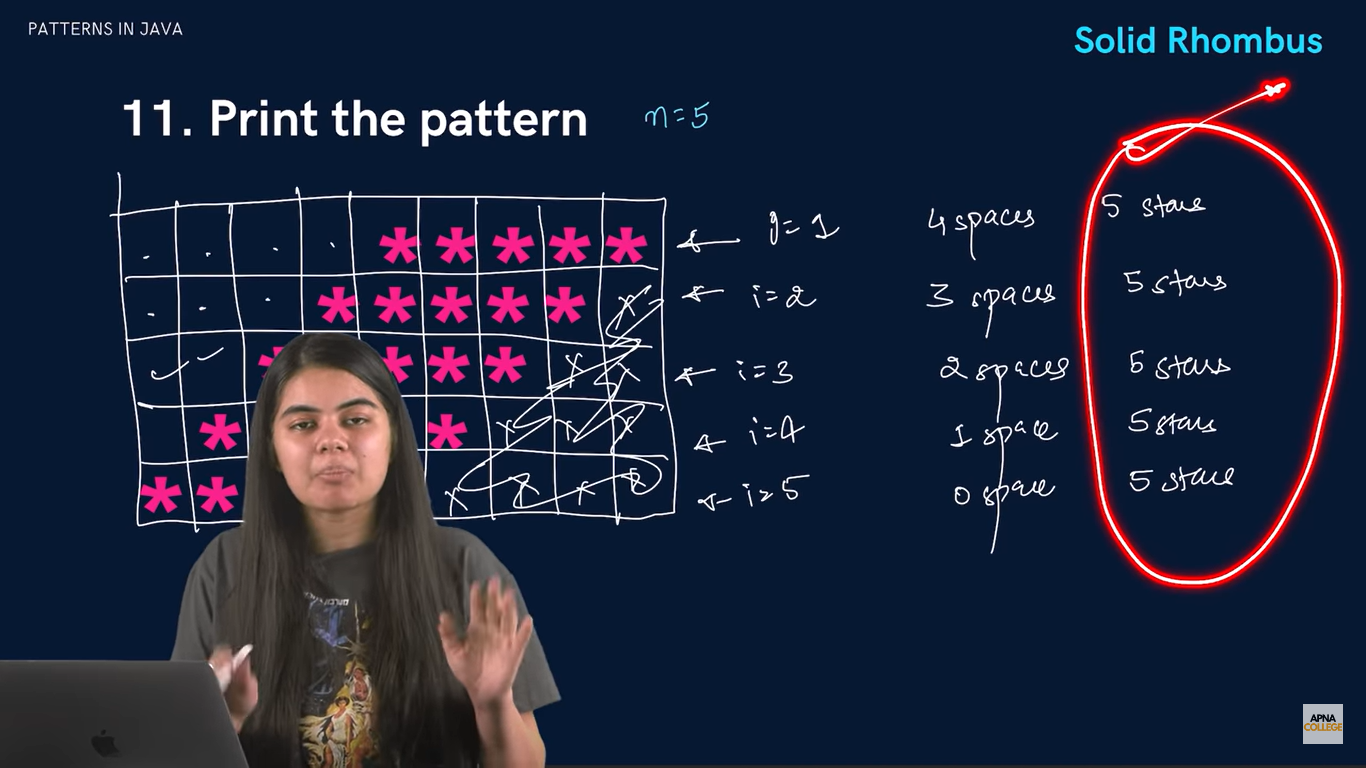 PATTERNS IN JAVA
Solid Rhombus
11. Print the pattern n=5
* * * * * i=1 4 spaces 5 stars
* * * * * x i=2 3 spaces 5 stars
* * * * x x i=3 2 spaces 5 stars
* * x x x i=4 1 space 5 stars
* * x x x x i=5 0 space 5 stars
APNA
COLLEGE